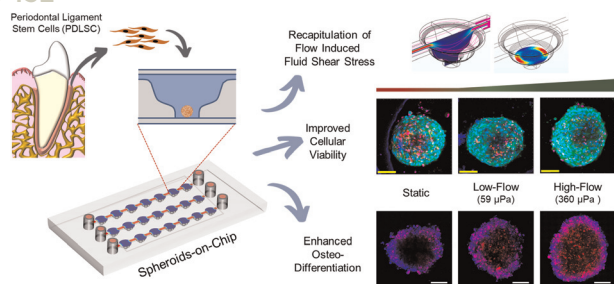 Periodontal Ligament
Stem Cells (PDLSC)
Spheroids-on-Chip
Recapitulation of
Flow Induced
Fluid Shear Stress
Improved
Cellular
Viability
Enhanced
Osteo-
Differentiation
Static
Low-Flow
(59 µPa)
High-Flow
(360 µPa )